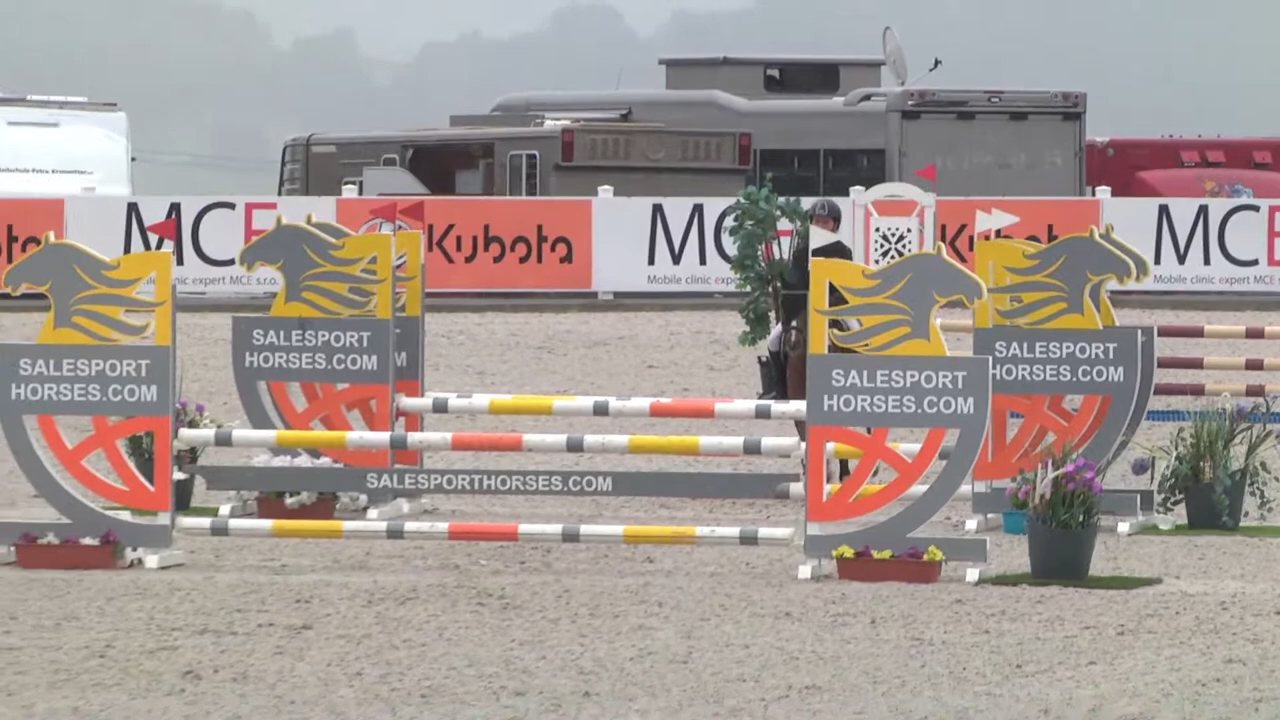 Kubota
MCE
Mobile clinic expert MCE s.r.o.
MCE
Mobile clinic expert MCE
SALESPORT
HORSES.COM
SALESPORT
HORSES.COM
M
SALESPORT
HORSES.COM
SALESPORT
HORSES.COM
SALESPORTHORSES.COM